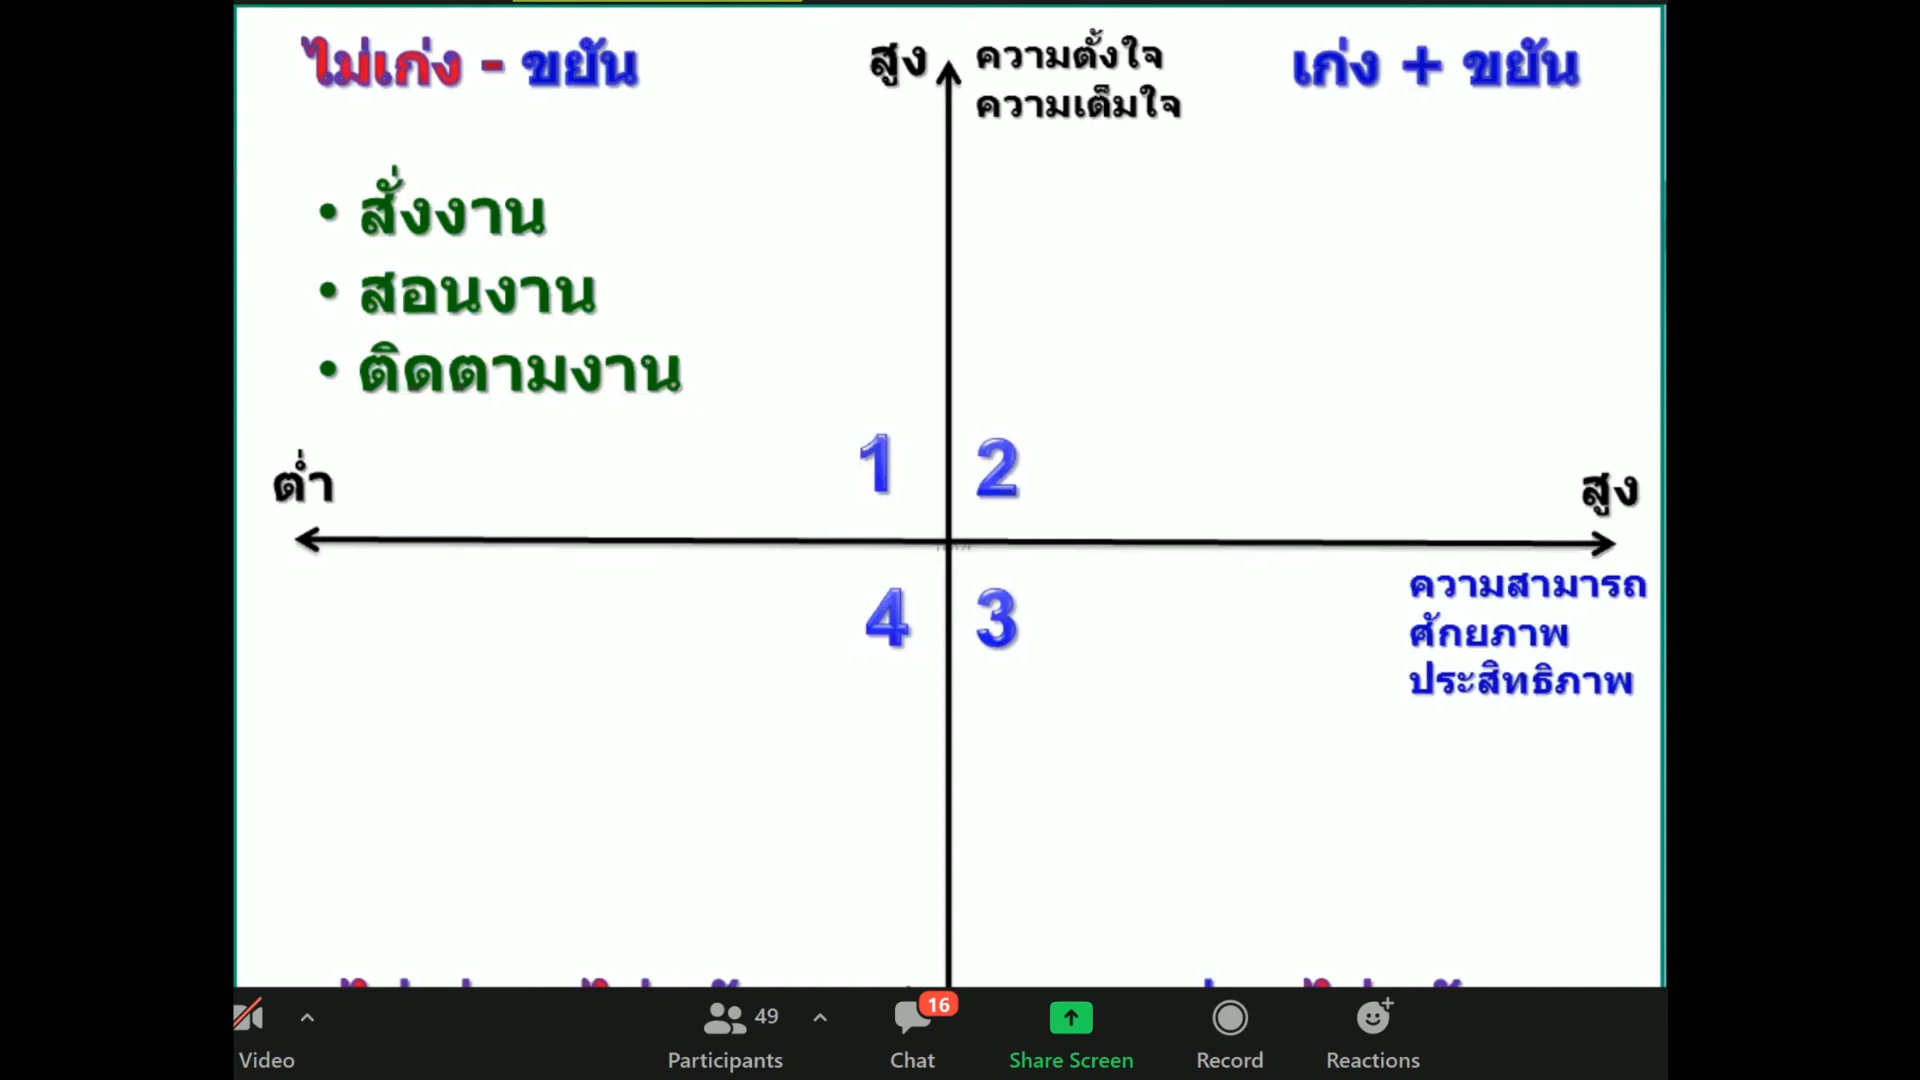 ไม่เก่ง - ขยัน
สูง
ความตั้งใจ
ความเต็มใจ
เก่ง + ขยัน
• สั่งงาน
• สอนงาน
• ติดตามงาน
1 2
ต่ำ
สูง
4 3
ความสามารถ
ศักยภาพ
ประสิทธิภาพ
49
16
Video
Participants
Chat
Share Screen
Record
Reactions